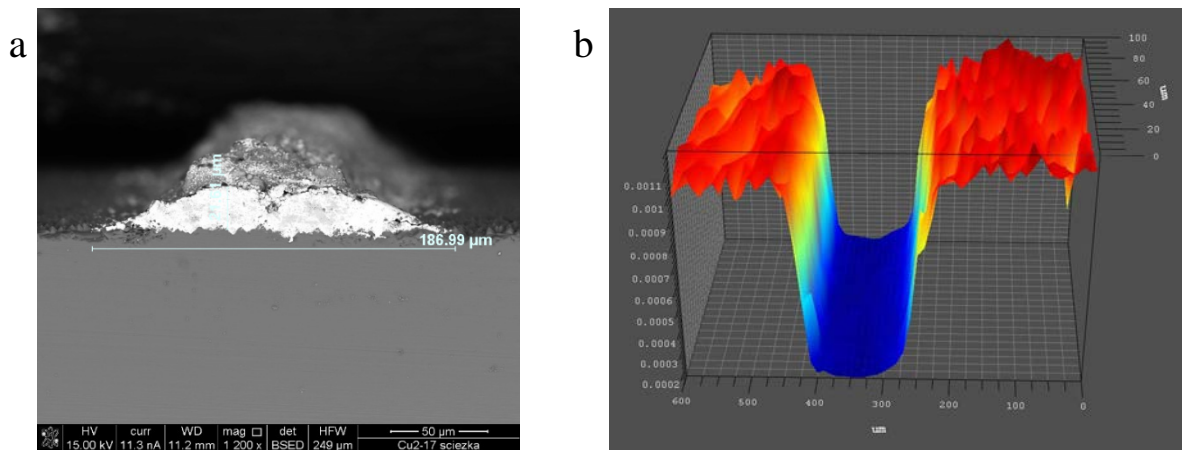 a
186.99 µm
HV curr WD mag □ det HFW
15.00 kV 11.3 nA 11.2 mm 1 200 x BSED 249 µm
50 µm
Cu2-17 sciezka
b
100
80
60
40
20
0
um
0.0011
0.001
0.0009
0.0008
0.0007
0.0006
0.0005
0.0004
0.0003
0.0002
600 500 400 300 200 100 0
um